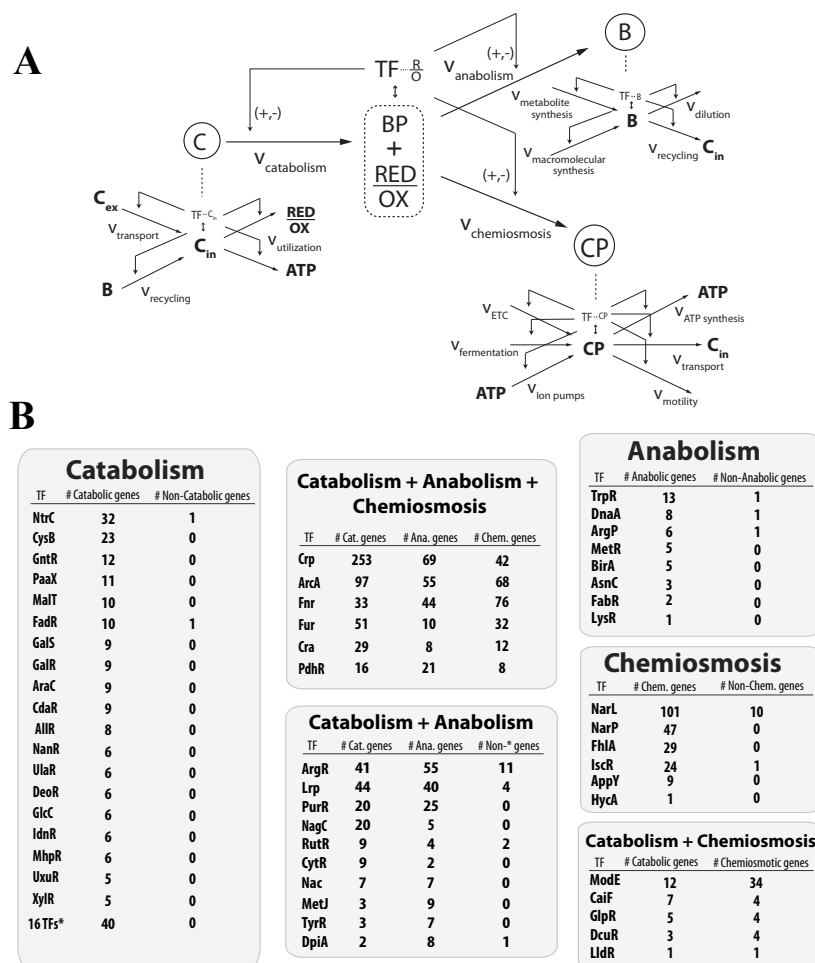 A
TF R/O
(+,-)
V anabolism
(+,-)
C
V catabolism
BP
+
RED
OX
(+,-)
V chemiosmosis
B
TF B
V metabolite synthesis
V dilution
B
V macromolecular synthesis
V recycling
C in
C ex
TF C in
RED
OX
V transport
V utilization
C in
B
V recycling
ATP
CP
V ETC
TF CP
ATP
V ATP synthesis
V fermentation
CP
C in
V transport
ATP
V Ion pumps
V motility
B
Catabolism
TF # Catabolic genes # Non-Catabolic genes
NtrC 32 1
CysB 23 0
GntR 12 0
PaaX 11 0
MalT 10 0
FadR 10 1
GalS 9 0
GalR 9 0
AraC 9 0
CdaR 9 0
AllR 8 0
NanR 6 0
UlaR 6 0
DeoR 6 0
GlcC 6 0
IdnR 6 0
MhpR 6 0
UxuR 5 0
XylR 5 0
16 TFs* 40 0
Catabolism + Anabolism +
Chemiosmosis
TF # Cat. genes # Ana. genes # Chem. genes
Crp 253 69 42
ArcA 97 55 68
Fnr 33 44 76
Fur 51 10 32
Cra 29 8 12
PdhR 16 21 8
Catabolism + Anabolism
TF # Cat. genes # Ana. genes # Non-* genes
ArgR 41 55 11
Lrp 44 40 4
PurR 20 25 0
NagC 20 5 0
RutR 9 4 2
CytR 9 2 0
Nac 7 7 0
MetJ 3 9 0
TyrR 3 7 0
DpiA 2 8 1
Anabolism
TF # Anabolic genes # Non-Anabolic genes
TrpR 13 1
DnaA 8 1
ArgP 6 1
MetR 5 0
BirA 5 0
AsnC 3 0
FabR 2 0
LysR 1 0
Chemiosmosis
TF # Chem. genes # Non-Chem. genes
NarL 101 10
NarP 47 0
FhlA 29 0
IscR 24 1
AppY 9 0
HycA 1 0
Catabolism + Chemiosmosis
TF # Catabolic genes # Chemiosmotic genes
ModE 12 34
CaiF 7 4
GlpR 5 4
DcuR 3 4
LldR 1 1